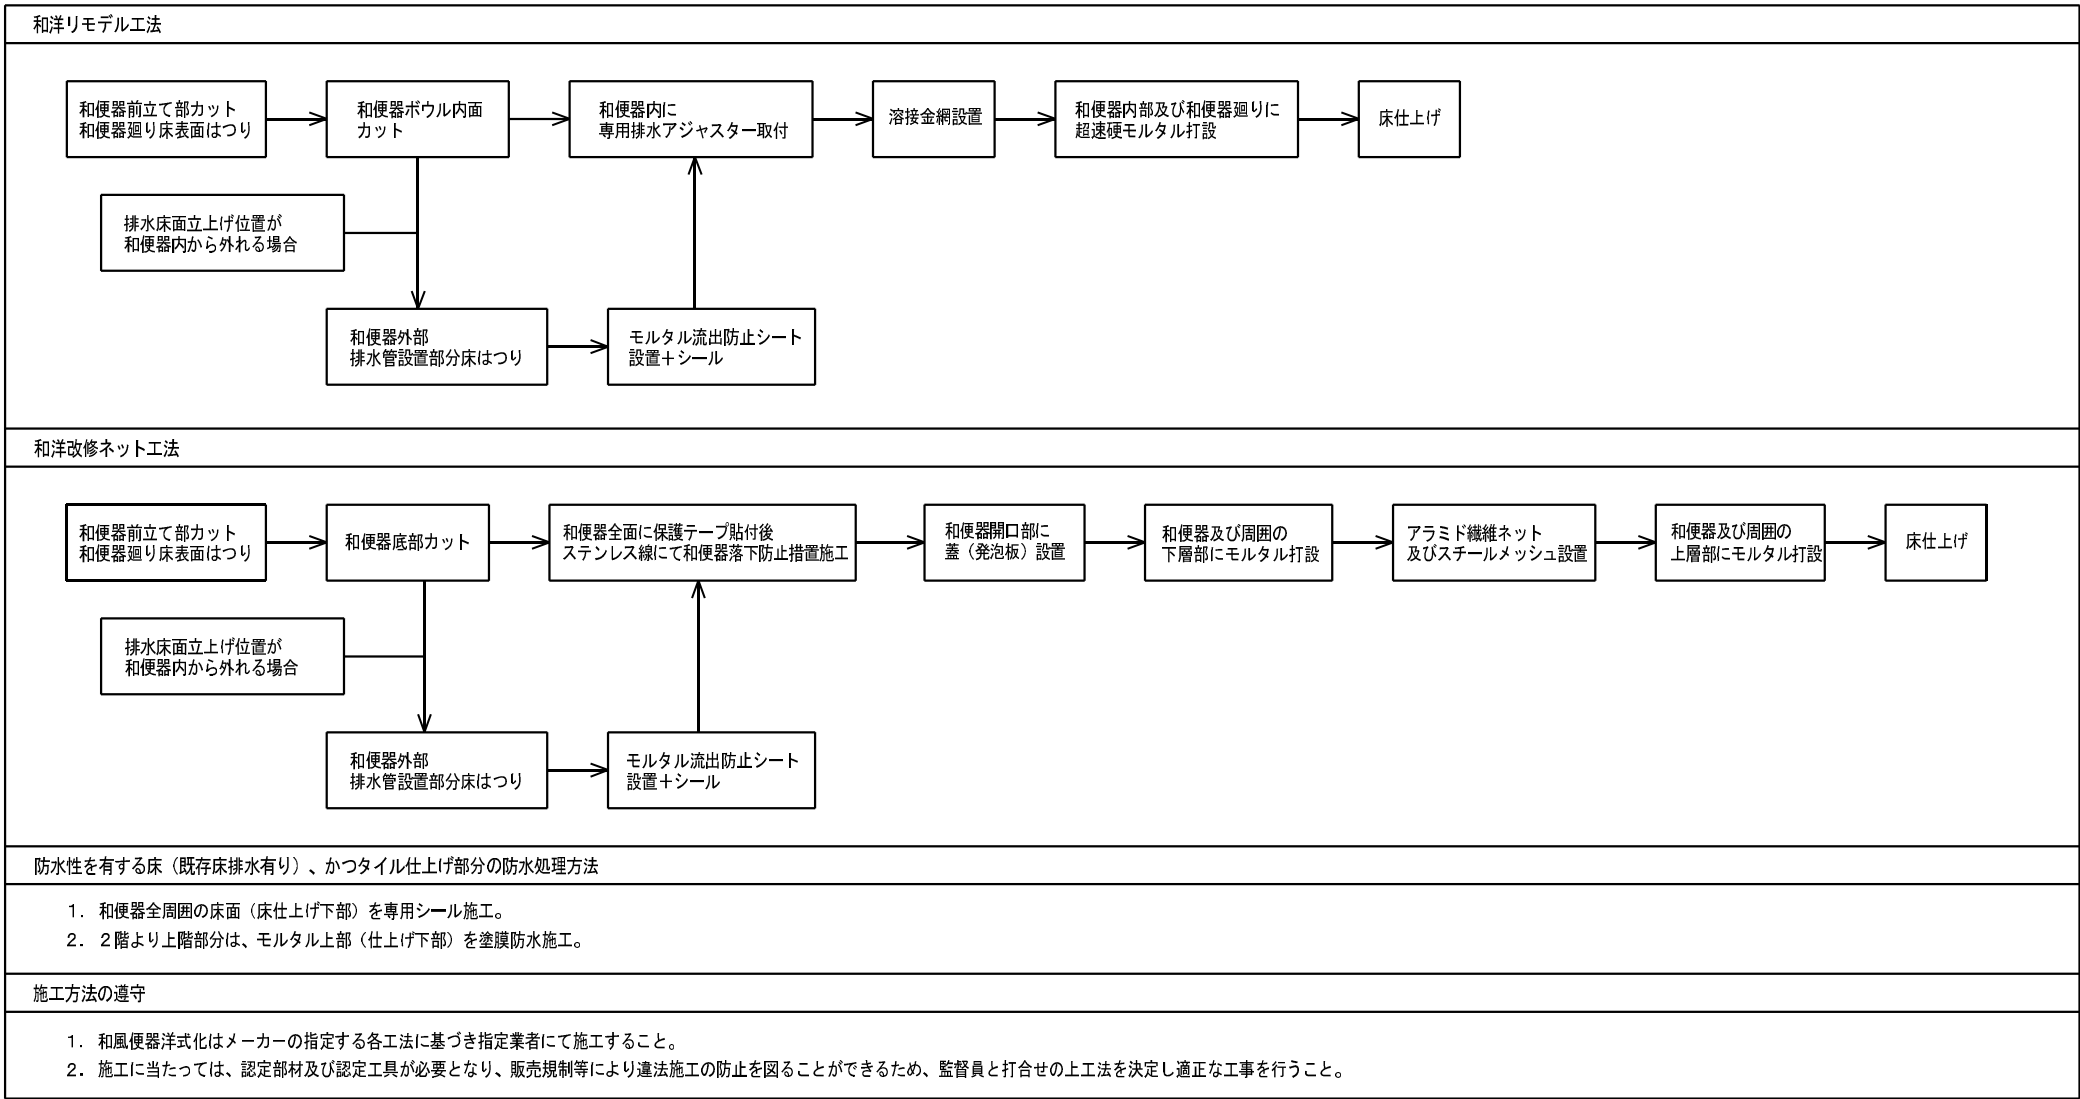 和洋リモデル工法
和便器前立て部カット
和便器廻り床表面はつり
和便器ボウル内面
カット
和便器内に
専用排水アジャスター取付
溶接金網設置
和便器内部及び和便器廻りに
超速硬モルタル打設
床仕上げ
排水床面立上げ位置が
和便器内から外れる場合
和便器外部
排水管設置部分床はつり
モルタル流出防止シート
設置＋シール
和洋改修ネット工法
和便器前立て部カット
和便器廻り床表面はつり
和便器底部カット
和便器全面に保護テープ貼付後
ステンレス線にて和便器落下防止措置施工
和便器開口部に
蓋（発泡板）設置
和便器及び周囲の
下層部にモルタル打設
アラミド繊維ネット
及びスチールメッシュ設置
和便器及び周囲の
上層部にモルタル打設
床仕上げ
排水床面立上げ位置が
和便器内から外れる場合
和便器外部
排水管設置部分床はつり
モルタル流出防止シート
設置＋シール
防水性を有する床（既存床排水有り）、かつタイル仕上げ部分の防水処理方法
１．和便器全周囲の床面（床仕上げ下部）を専用シール施工。
２．２階より上階部分は、モルタル上部（仕上げ下部）を塗膜防水施工。
施工方法の遵守
１．和風便器洋式化はメーカーの指定する各工法に基づき指定業者にて施工すること。
２．施工に当たっては、認定部材及び認定工具が必要となり、販売規制等により違法施工の防止を図ることができるため、監督員と打合せの上工法を決定し適正な工事を行うこと。